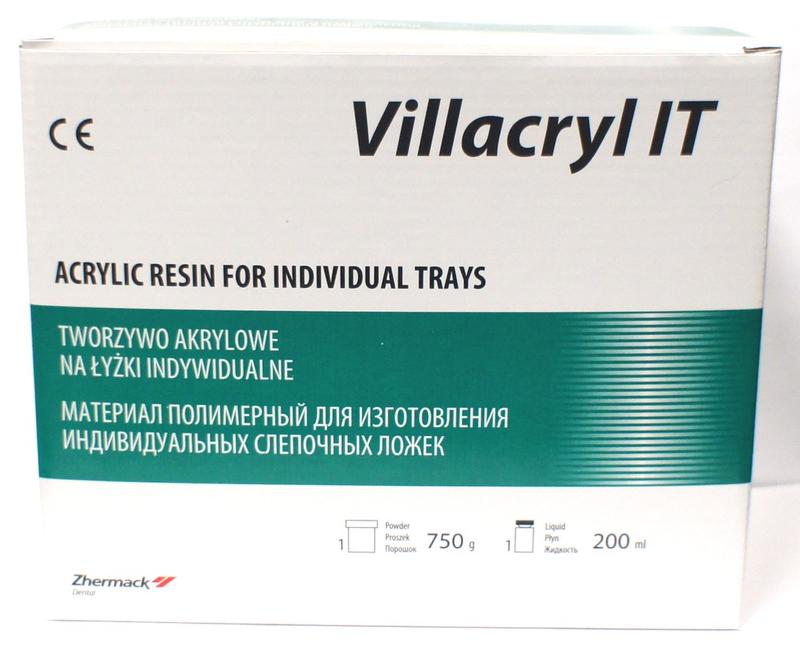 CE
Villacryl IT
ACRYLIC RESIN FOR INDIVIDUAL TRAYS
TWORZYWO AKRYLOWE
NA ŁYŻKI INDYWIDUALNE
МАТЕРИАЛ ПОЛИМЕРНЫЙ ДЛЯ ИЗГОТОВЛЕНИЯ
ИНДИВИДУАЛЬНЫХ СЛЕПОЧНЫХ ЛОЖЕК
1 Powder
Proszek
Порошок
750 g
1 Liquid
Płyn
Жидкость
200 ml
Zhermack
Dental